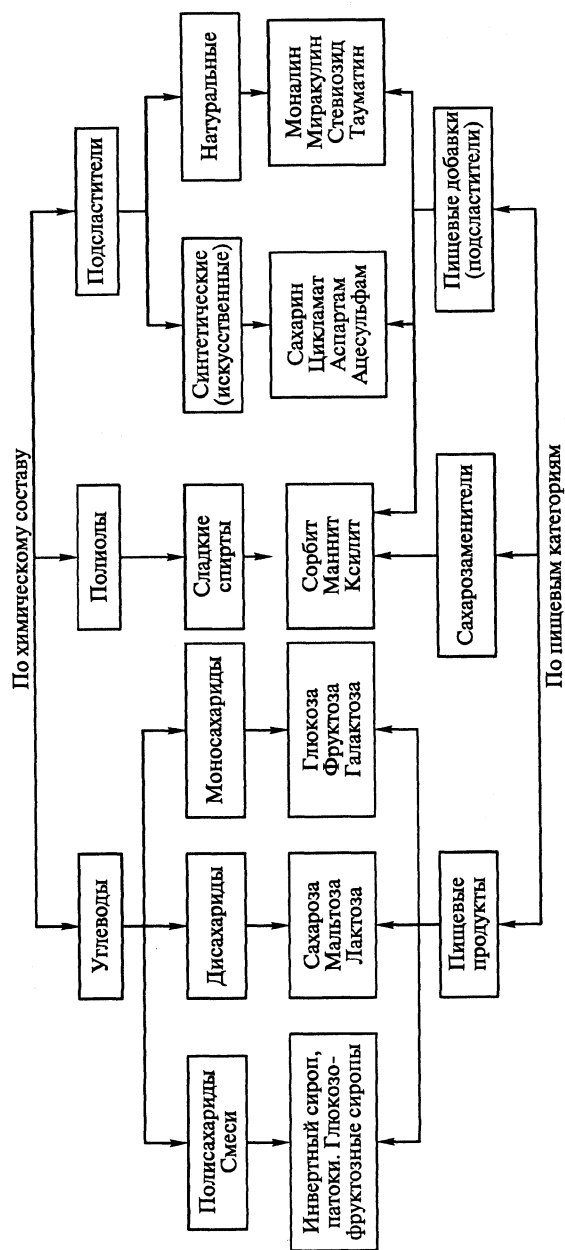 По химическому составу
Углеводы
Полиолы
Подсластители
Полисахариды
Смеси
Дисахариды
Моносахариды
Сладкие
спирты
Синтетические
(искусственные)
Натуральные
Инвертный сироп,
патоки. Глюкозо-
фруктозные сиропы
Сахароза
Мальтоза
Лактоза
Глюкоза
Фруктоза
Галактоза
Сорбит
Маннит
Ксилит
Сахарин
Цикламат
Аспартам
Ацесульфам
Моналин
Миракулин
Стевиозид
Тауматин
Пищевые
продукты
Сахарозаменители
Пищевые добавки
(подсластители)
По пищевым категориям